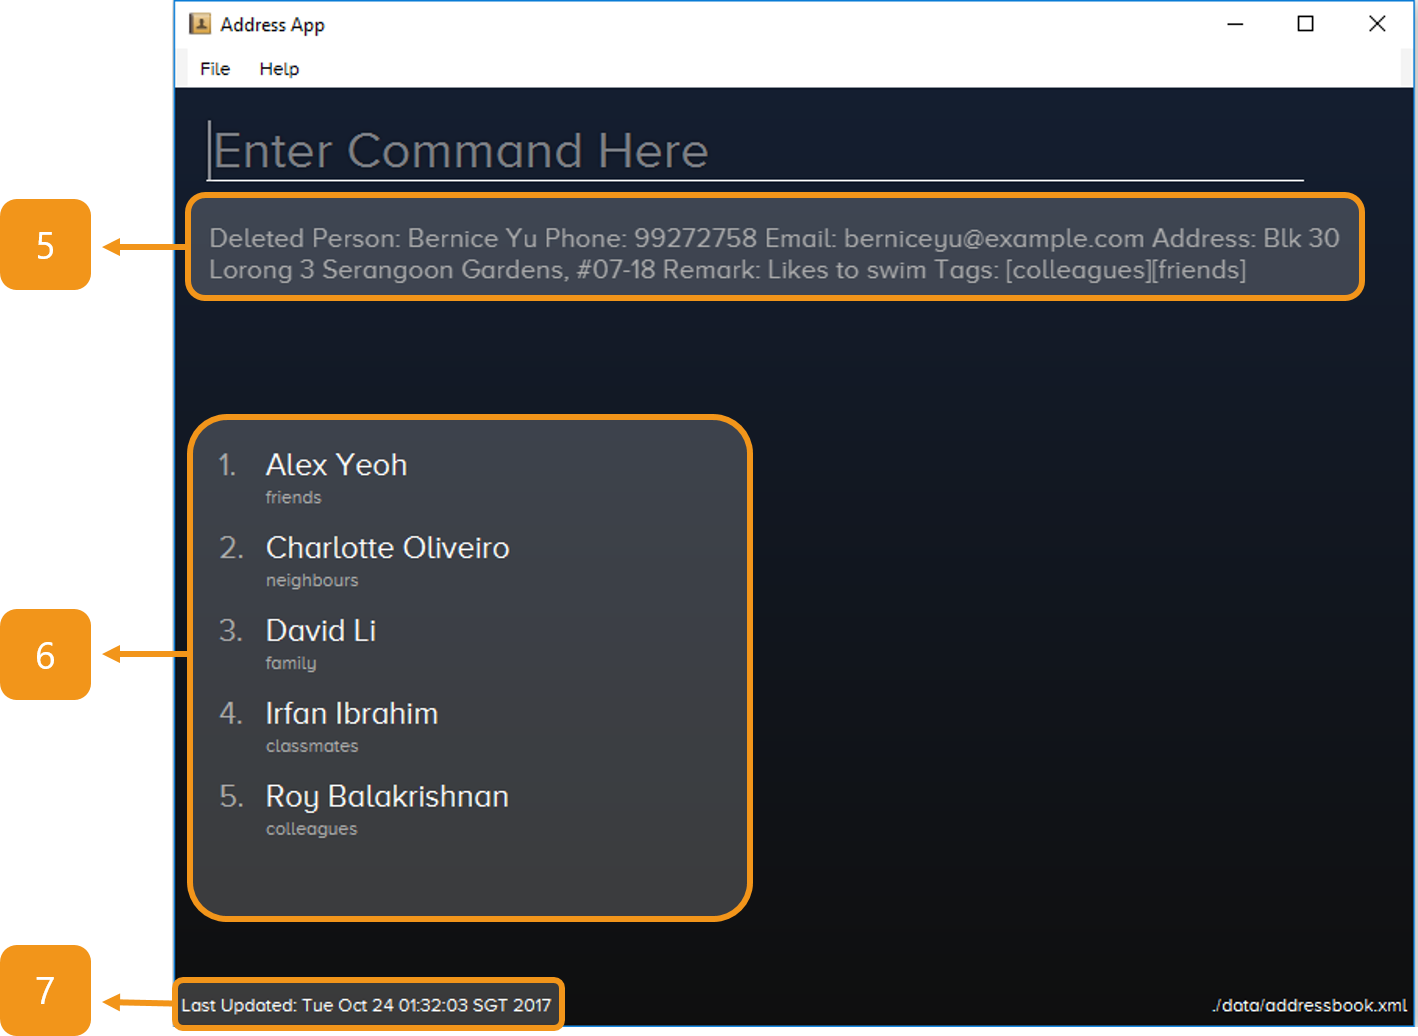 Address App
File Help
Enter Command Here
5
Deleted Person: Bernice Yu Phone: 99272758 Email: berniceyu@example.com Address: Blk 30
Lorong 3 Serangoon Gardens, #07-18 Remark: Likes to swim Tags: [colleagues][friends]
1. Alex Yeoh
friends
2. Charlotte Oliveiro
neighbours
3. David Li
family
6
4. Irfan Ibrahim
classmates
5. Roy Balakrishnan
colleagues
7
Last Updated: Tue Oct 24 01:32:03 SGT 2017
./data/addressbook.xml